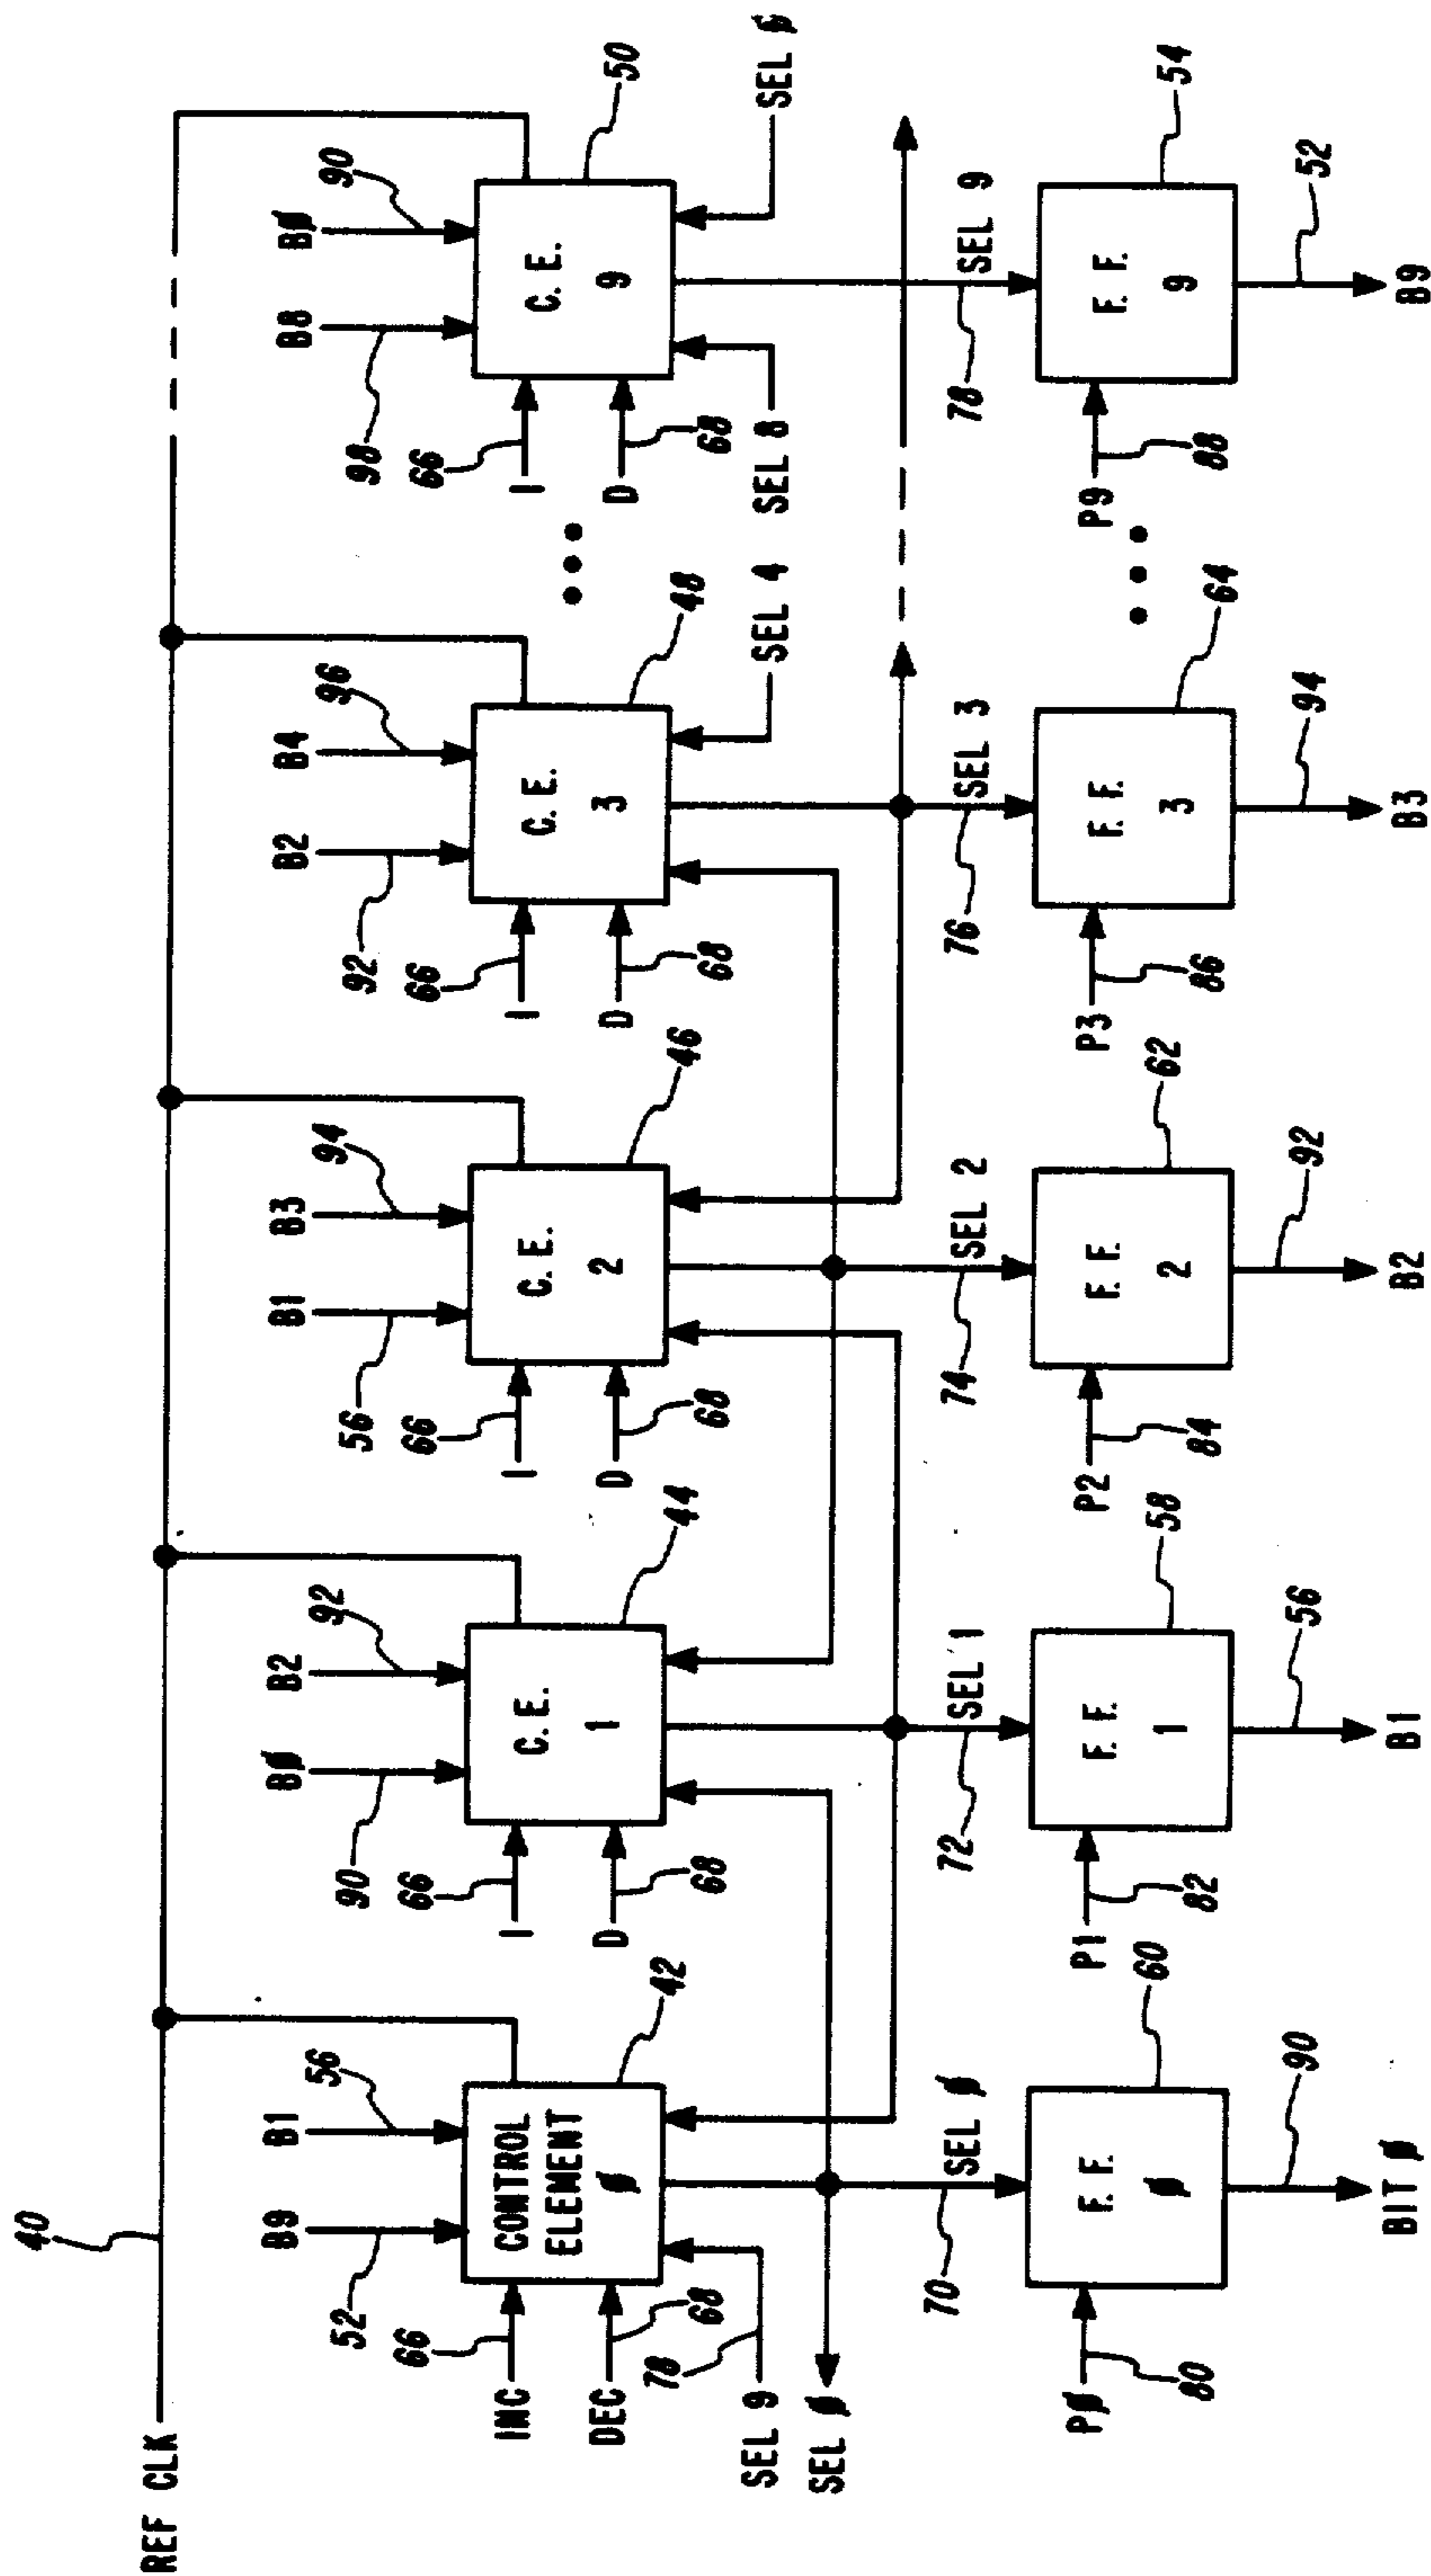 40
REF CLK
B9 B1 BØ B2 B1 B3 B2 B4 B8 BØ
52 56 90 92 56 94 92 96 98 90
INC 66 CONTROL ELEMENT Ø 42
I 66 C. E. 1 44
I 66 C. E. 2 46
I 66 C. E. 3 48
I 66 C. E. 9 50
DEC 68 D 68 D 68 D 68 D 68
SEL 9 78 SEL 4 SEL 8 SEL Ø
SEL Ø
70 SEL Ø 72 SEL 1 74 SEL 2 76 SEL 3 78 SEL 9
PØ 80 F. F. Ø 60
P1 82 F. F. 1 58
P2 84 F. F. 2 62
P3 86 F. F. 3 64
P9 88 F. F. 9 54
90 56 92 94 52
BIT Ø B1 B2 B3 B9